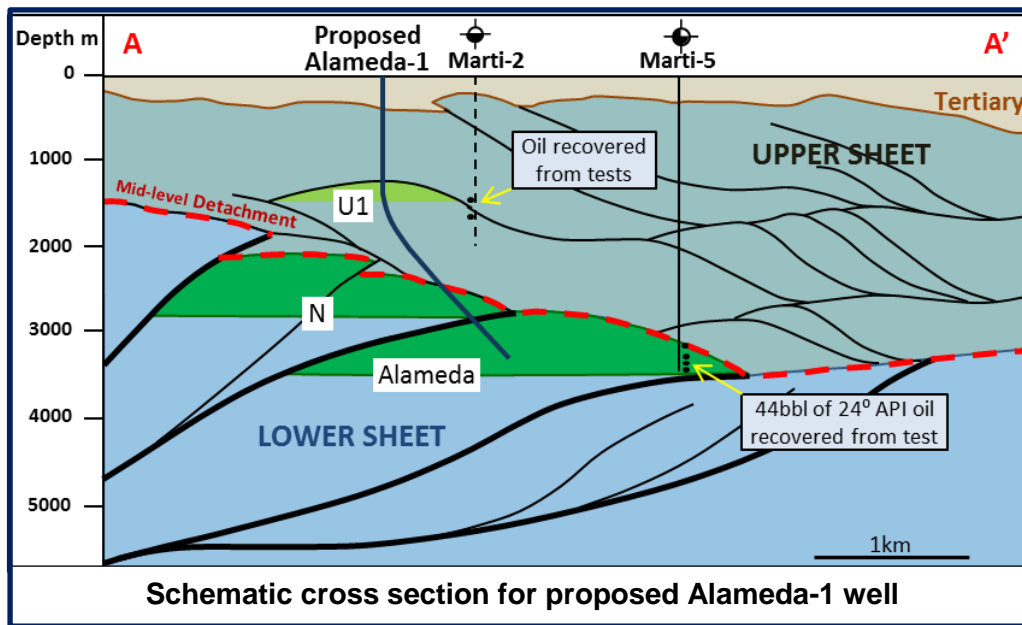 Depth m
A
Proposed
Alameda-1
Marti-2
Marti-5
A’
0
Tertiary
Oil recovered
from tests
UPPER SHEET
1000
Mid-level Detachment
U1
2000
N
3000
Alameda
44bbl of 24⁰ API oil
recovered from test
4000
LOWER SHEET
5000
1km
Schematic cross section for proposed Alameda-1 well